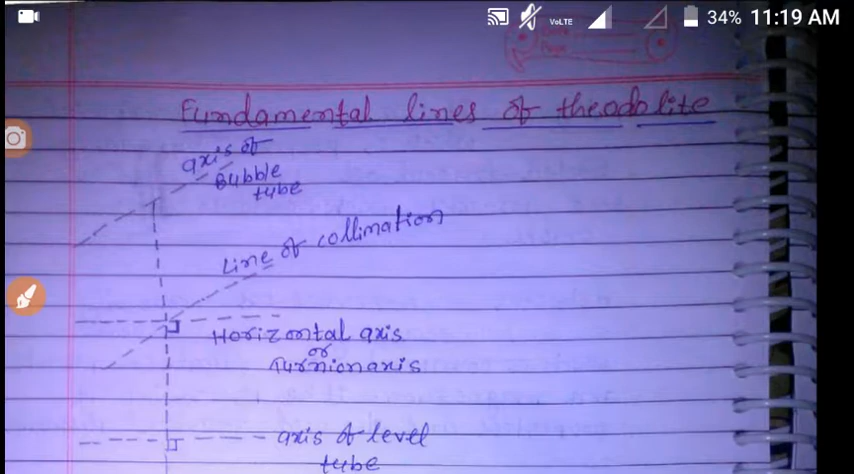 VoLTE 34% 11:19 AM
Fundamental lines of theodolite
axis of
Bubble
tube
Line of collimation
Horizontal axis
or
Turnion axis
axis of level
tube